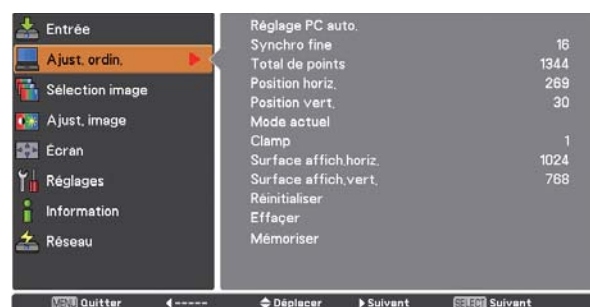 Entrée
Ajust. ordin.
Sélection image
Ajust. image
Écran
Réglages
Information
Réseau
Réglage PC auto.
Synchro fine 16
Total de points 1344
Position horiz. 269
Position vert. 30
Mode actuel
Clamp 1
Surface affich.horiz. 1024
Surface affich.vert. 768
Réinitialiser
Effaçer
Mémoriser
MENU Quitter ◀----- Déplacer ▶Suivant SELECT Suivant